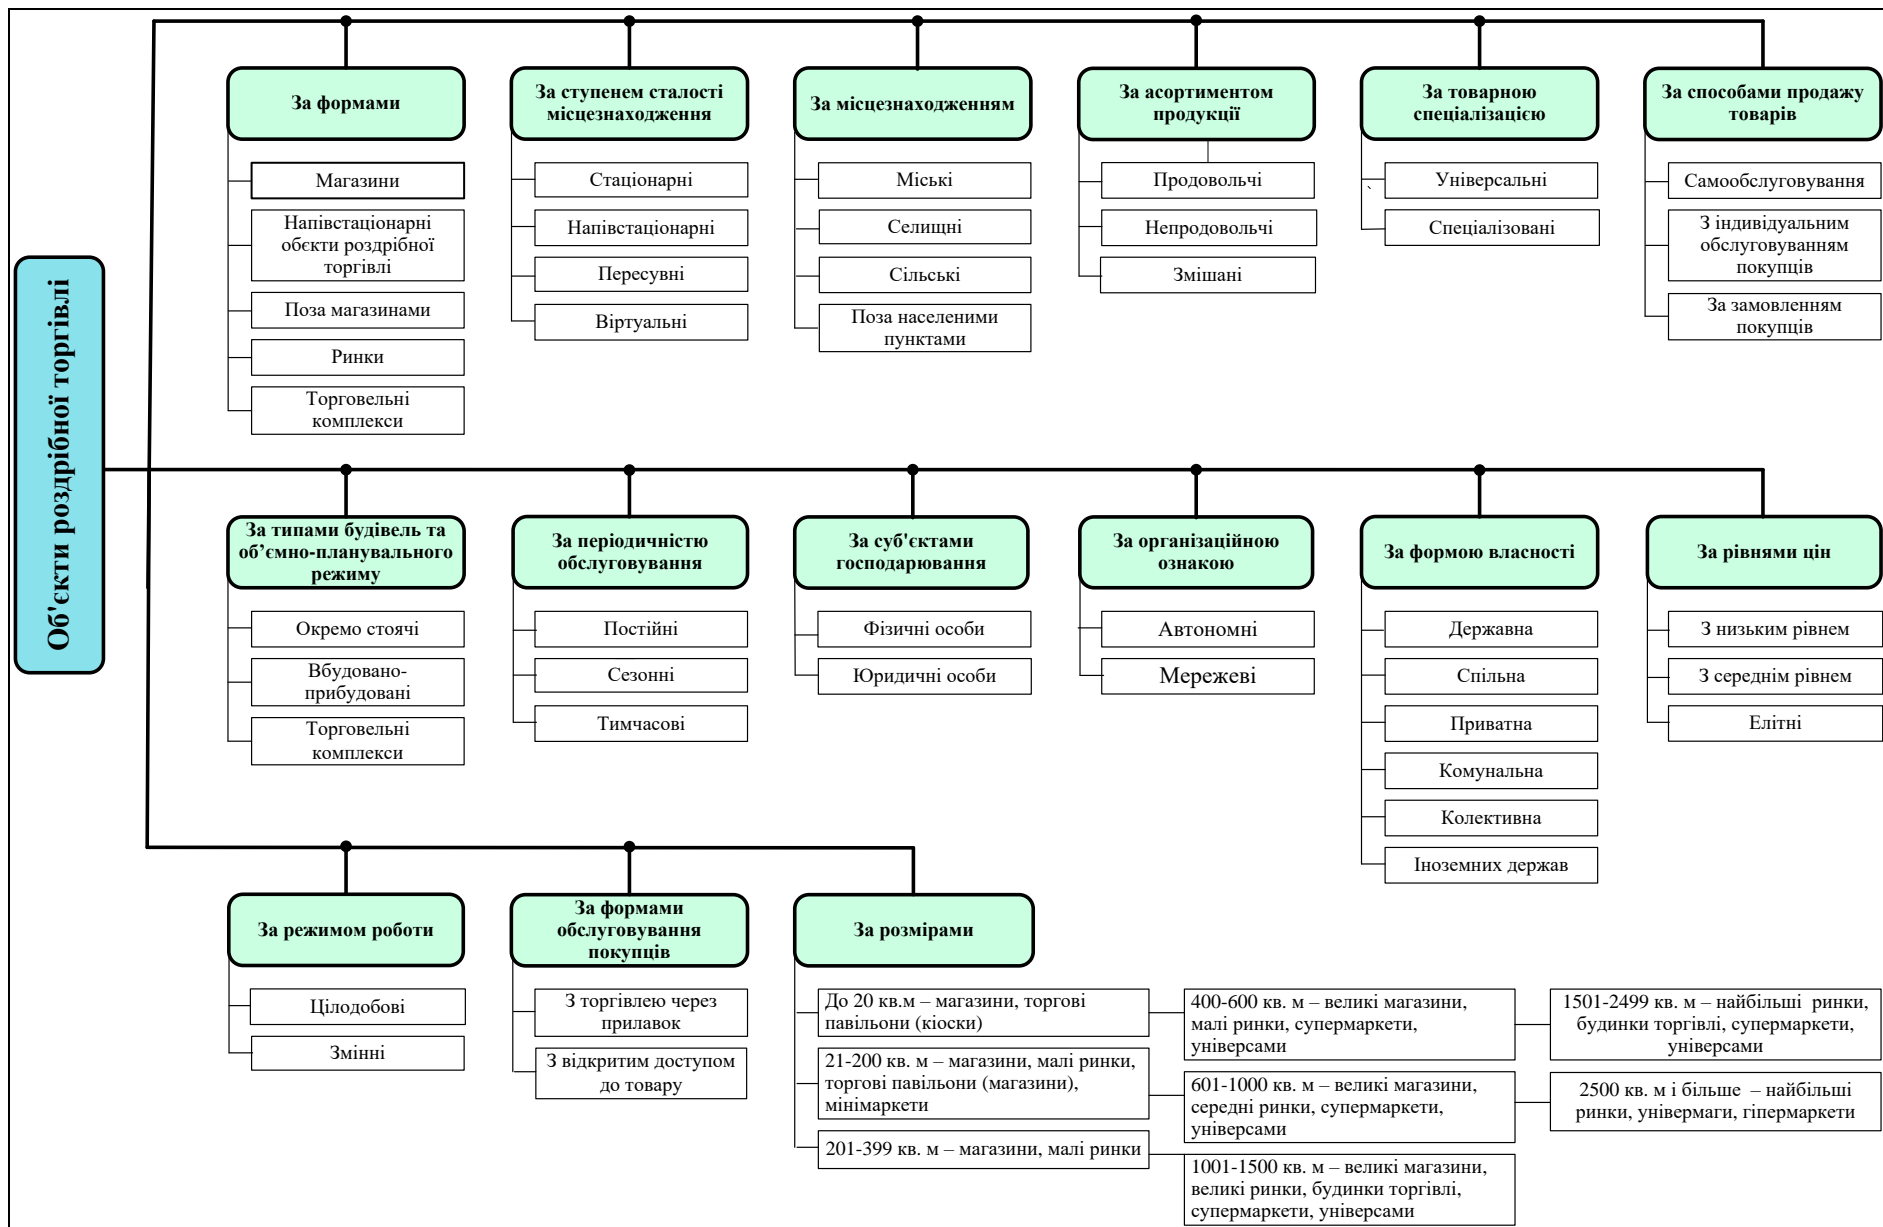 Об'єкти роздрібної торгівлі
За формами
Магазини
Напівстаціонарні
обєкти роздрібної
торгівлі
Поза магазинами
Ринки
Торговельні
комплекси
За ступенем сталості
місцезнаходження
Стаціонарні
Напівстаціонарні
Пересувні
Віртуальні
За місцезнаходженням
Міські
Селищні
Сільські
Поза населеними
пунктами
За асортиментом
продукції
Продовольчі
Непродовольчі
Змішані
За товарною
спеціалізацією
`
Універсальні
Спеціалізовані
За способами продажу
товарів
Самообслуговування
З індивідуальним
обслуговуванням
покупців
За замовленням
покупців
За типами будівель та
об’ємно-планувального
режиму
Окремо стоячі
Вбудовано-
прибудовані
Торговельні
комплекси
За періодичністю
обслуговування
Постійні
Сезонні
Тимчасові
За суб'єктами
господарювання
Фізичні особи
Юридичні особи
За організаційною
ознакою
Автономні
Мережеві
За формою власності
Державна
Спільна
Приватна
Комунальна
Колективна
Іноземних держав
За рівнями цін
З низьким рівнем
З середнім рівнем
Елітні
За режимом роботи
Цілодобові
Змінні
За формами
обслуговування
покупців
З торгівлею через
прилавок
З відкритим доступом
до товару
За розмірами
До 20 кв.м – магазини, торгові
павільони (кіоски)
21-200 кв. м – магазини, малі ринки,
торгові павільони (магазини),
мінімаркети
201-399 кв. м – магазини, малі ринки
400-600 кв. м – великі магазини,
малі ринки, супермаркети,
універсами
601-1000 кв. м – великі магазини,
середні ринки, супермаркети,
універсами
1001-1500 кв. м – великі магазини,
великі ринки, будинки торгівлі,
супермаркети, універсами
1501-2499 кв. м – найбільші ринки,
будинки торгівлі, супермаркети,
універсами
2500 кв. м і більше – найбільші
ринки, універмаги, гіпермаркети